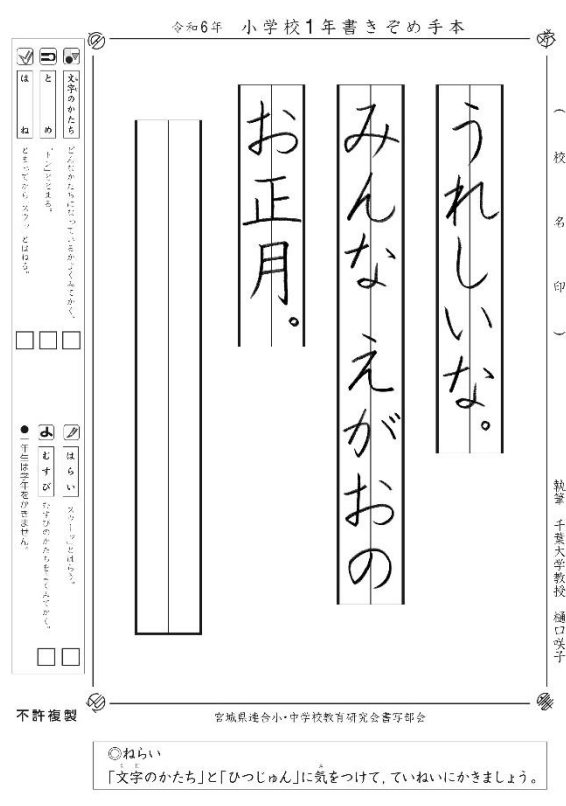 令和6年 小学校1年書きぞめ手本
（校名印）
うれしいな。
みんな えがおの
お正月。
執筆 千葉大学教授 樋口咲子
文字のかたち どんなかたちになっているかよくみてかく。
とめ 「トン」ととまる。
はね とまってから「スウッ」とはねる。
はらい 「スウーッ」とはらう。
むすび むすびのかたちをよくみてかく。
●一年生は学年をかきません。
不許複製
宮城県連合小・中学校教育研究会書写部会
◎ねらい
「文字のかたち」と「ひつじゅん」に気をつけて，ていねいにかきましょう。